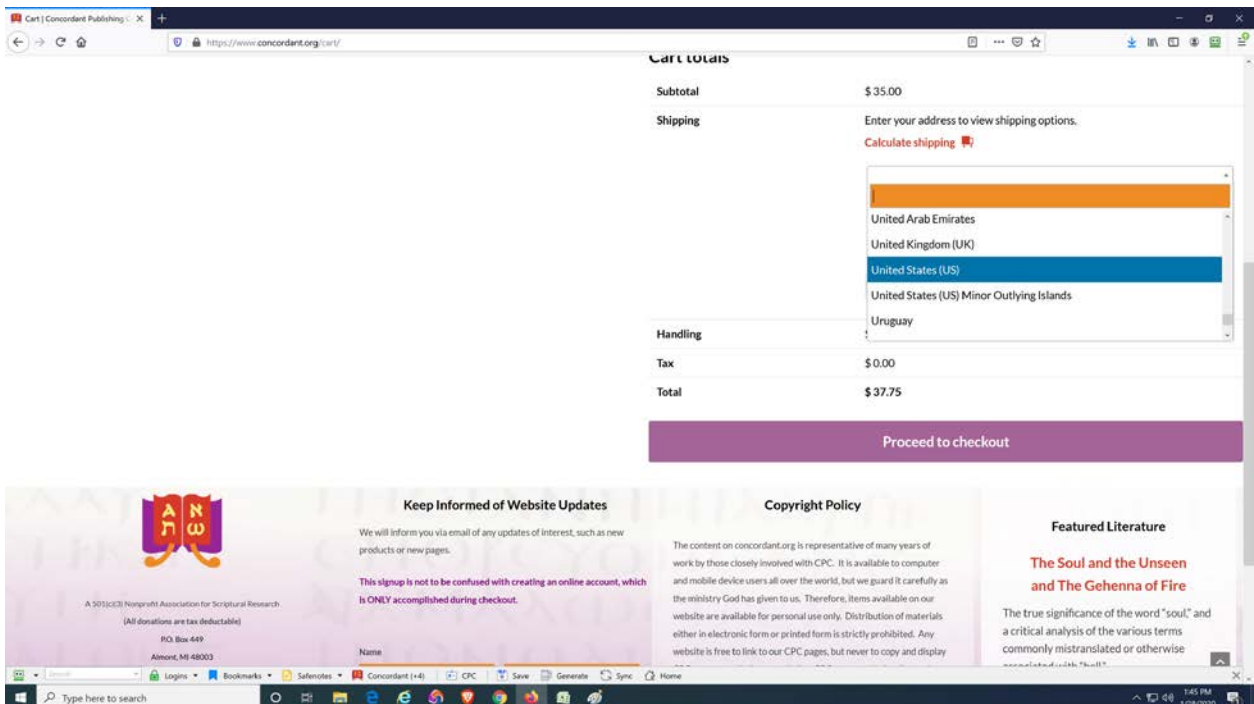 Cart | Concordant Publishing C
https://www.concordant.org/cart/
Cart totals
Subtotal
$ 35.00
Shipping
Enter your address to view shipping options.
Calculate shipping
United Arab Emirates
United Kingdom (UK)
United States (US)
United States (US) Minor Outlying Islands
Uruguay
Handling
Tax
$ 0.00
Total
$ 37.75
Proceed to checkout
א
A
ת
א
ש
ω
A 501(c)(3) Nonprofit Association for Scriptural Research
(All donations are tax deductable)
P.O. Box 449
Almont, MI 48003
Keep Informed of Website Updates
We will inform you via email of any updates of interest, such as new
products or new pages.
This signup is not to be confused with creating an online account, which
is ONLY accomplished during checkout.
Name
Copyright Policy
The content on concordant.org is representative of many years of
work by those closely involved with CPC. It is available to computer
and mobile device users all over the world, but we guard it carefully as
the ministry God has given to us. Therefore, items available on our
website are available for personal use only. Distribution of materials
either in electronic form or printed form is strictly prohibited. Any
website is free to link to our CPC pages, but never to copy and display
Featured Literature
The Soul and the Unseen
and The Gehenna of Fire
The true significance of the word "soul," and
a critical analysis of the various terms
commonly mistranslated or otherwise
associated with "hell."
Search
Logins
Bookmarks
Safenotes
Concordant (+4)
CPC
Save
Generate
Sync
Home
Type here to search
1:45 PM